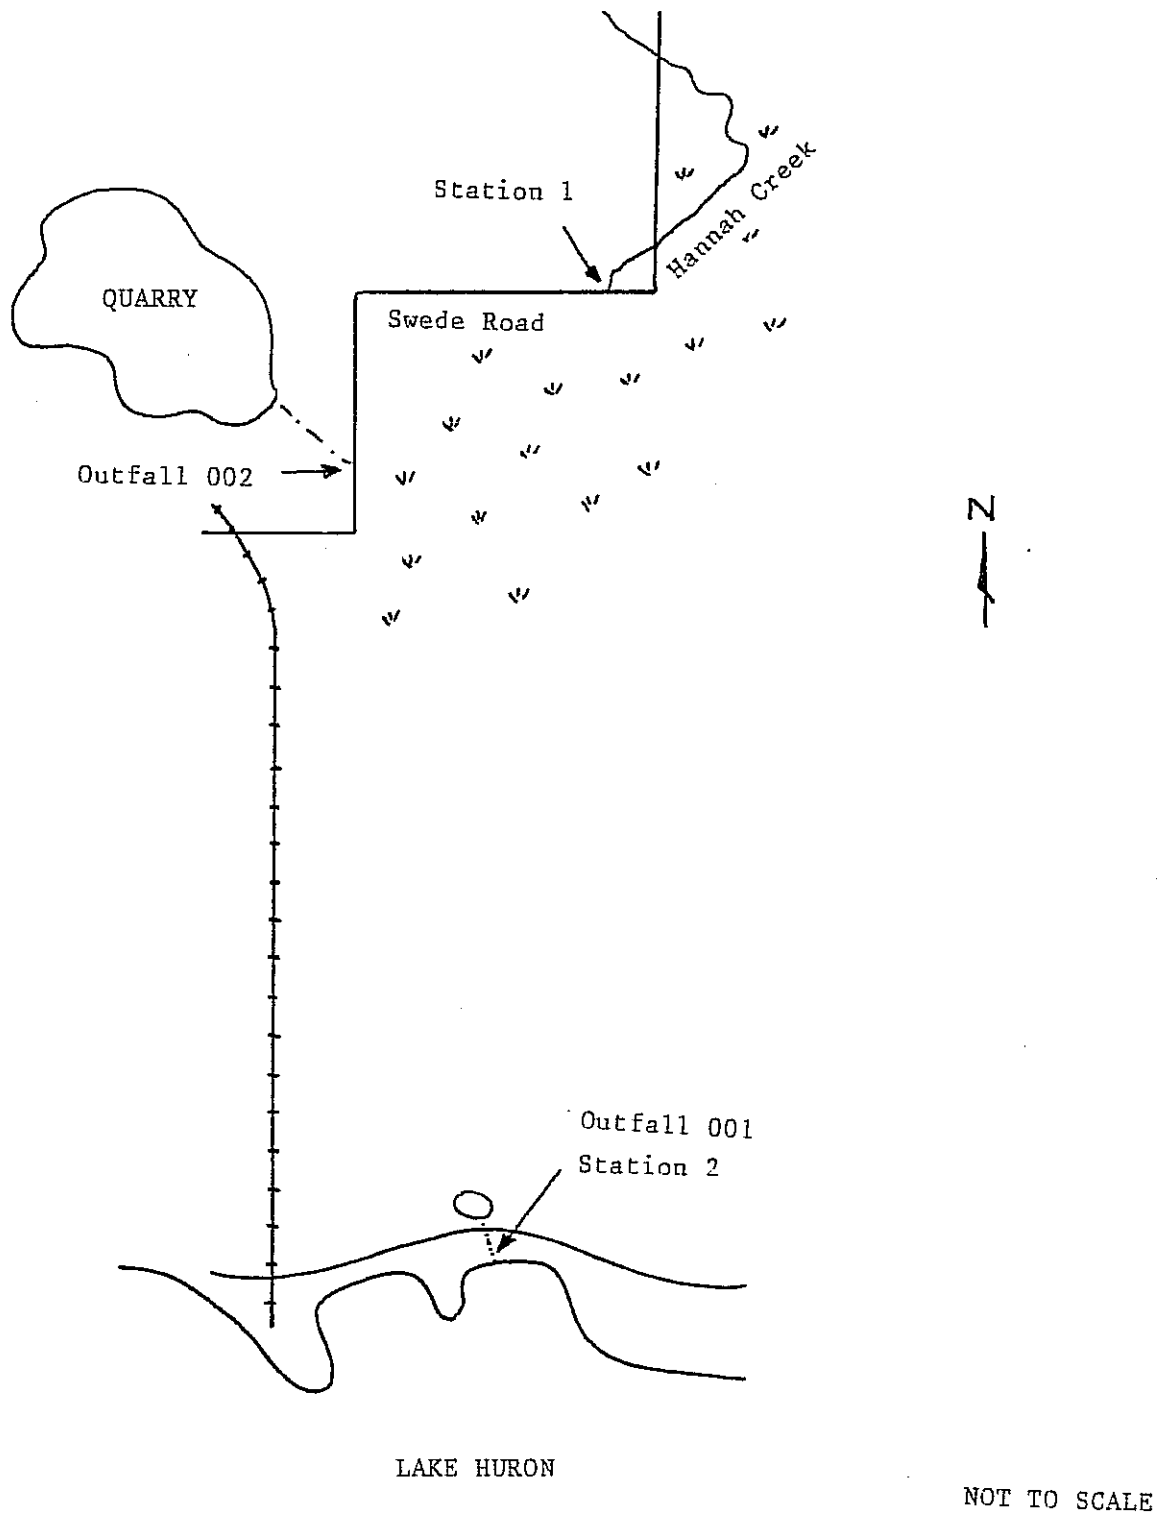 Station 1
Hannah Creek
QUARRY
Swede Road
Outfall 002
N
Outfall 001
Station 2
LAKE HURON
NOT TO SCALE